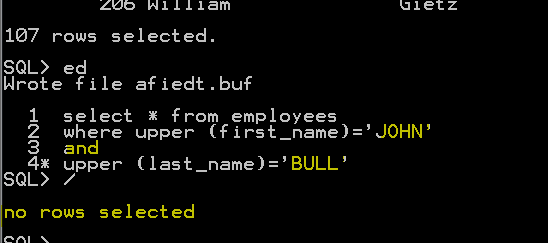 206 William Gietz
107 rows selected.
SQL> ed
Wrote file afiedt.buf
1 select * from employees
2 where upper (first_name)='JOHN'
3 and
4* upper (last_name)='BULL'
SQL> /
no rows selected
SQL>